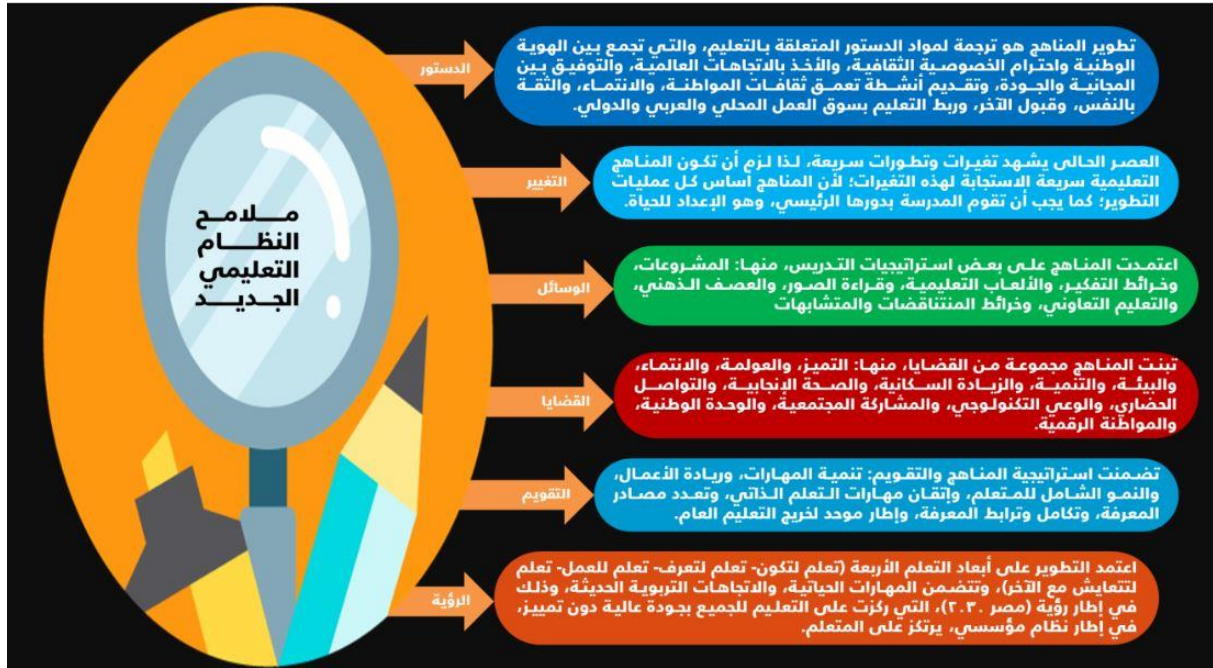 ملامح
النظام
التعليمي
الجديد
الدستور
تطوير المناهج هو ترجمة لمواد الدستور المتعلقة بالتعليم، والتي تجمع بين الهوية
الوطنية واحترام الخصوصية الثقافية، والأخذ بالاتجاهات العالمية، والتوفيق بين
المجانية والجودة، وتقديم أنشطة تعمق ثقافات المواطنة، والانتماء، والثقة
بالنفس، وقبول الآخر، وربط التعليم بسوق العمل المحلي والعربي والدولي.
التغيير
العصر الحالى يشهد تغيرات وتطورات سريعة، لذا لزم أن تكون المناهج
التعليمية سريعة الاستجابة لهذه التغيرات؛ لأن المناهج أساس كل عمليات
التطوير؛ كما يجب أن تقوم المدرسة بدورها الرئيسي، وهو الإعداد للحياة.
الوسائل
اعتمدت المناهج على بعض استراتيجيات التدريس، منها: المشروعات،
وخرائط التفكير، والألعاب التعليمية، وقراءة الصور، والعصف الذهني،
والتعليم التعاوني، وخرائط المنتناقضات والمتشابهات
القضايا
تبنت المناهج مجموعة من القضايا، منها: التميز، والعولمة، والانتماء،
والبيئة، والتنمية، والزيادة السكانية، والصحة الإنجابية، والتواصل
الحضاري، والوعي التكنولوجي، والمشاركة المجتمعية، والوحدة الوطنية،
والمواطنة الرقمية.
التقويم
تضمنت استراتيجية المناهج والتقويم: تنمية المهارات، وريادة الأعمال،
والنمو الشامل للمتعلم، وإتقان مهارات التعلم الذاتي، وتعدد مصادر
المعرفة، وتكامل وترابط المعرفة، وإطار موحد لخريج التعليم العام.
الرؤية
اعتمد التطوير على أبعاد التعلم الأربعة (تعلم لتكون- تعلم لتعرف- تعلم للعمل- تعلم
لتتعايش مع الآخر)، وتتضمن المهارات الحياتية، والاتجاهات التربوية الحديثة، وذلك
في إطار رؤية (مصر ٢.٣.)، التي ركزت على التعليم للجميع بجودة عالية دون تمييز،
في إطار نظام مؤسسي، يرتكز على المتعلم.